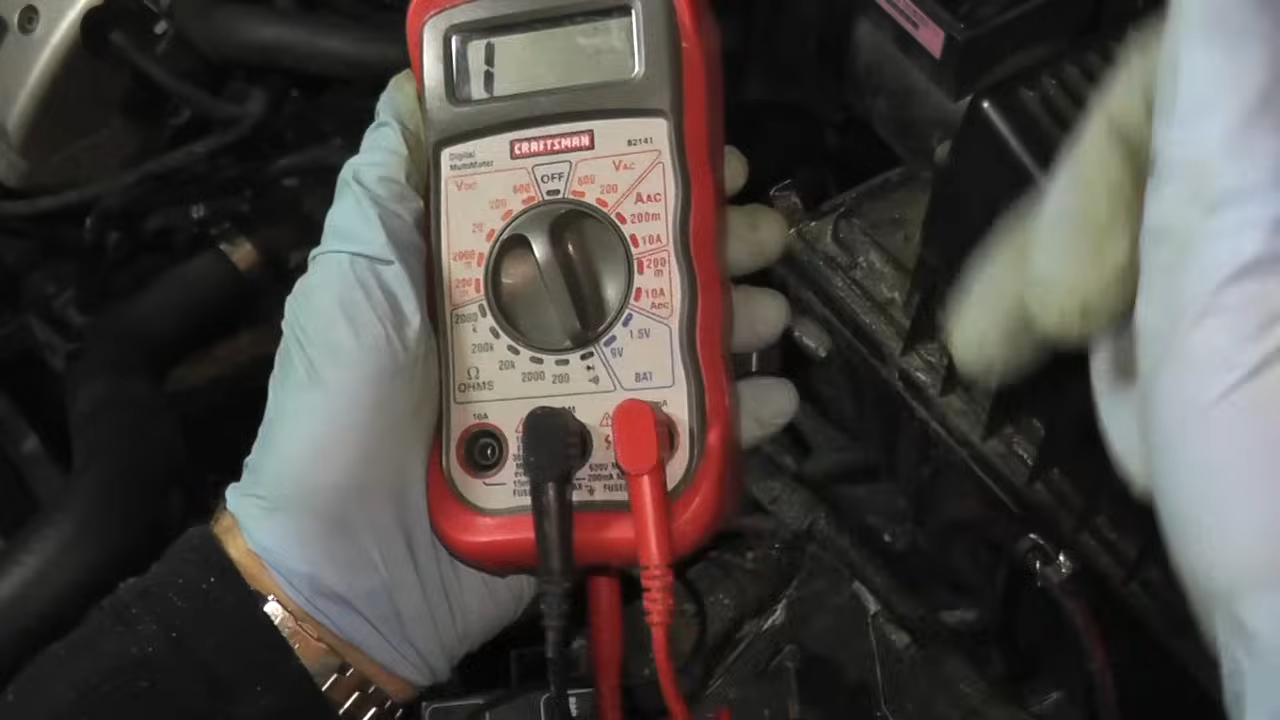 1
CRAFTSMAN
82141
Digital
MultiMeter
OFF
VDC
600
200
20
2000
m
200
600
200
VAC
AAC
200m
10A
200
m
10A
ADC
2000
k
200k
20k
2000
200
Ω
OHMS
1.5V
9V
BAT
10A
600V
200mA
FUSED